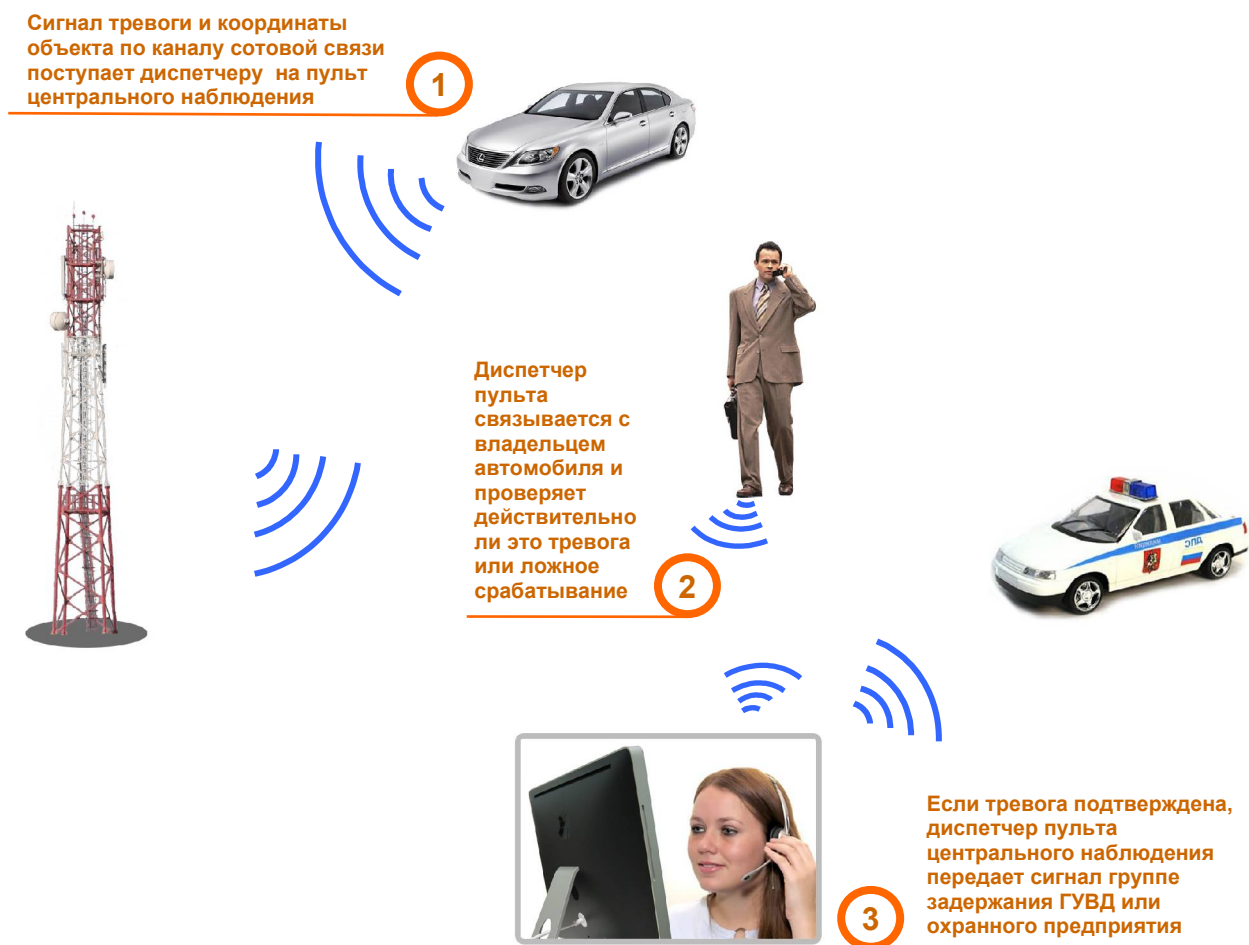 Сигнал тревоги и координаты
объекта по каналу сотовой связи
поступает диспетчеру на пульт
центрального наблюдения
1
Диспетчер
пульта
связывается с
владельцем
автомобиля и
проверяет
действительно
ли это тревога
или ложное
срабатывание
2
Если тревога подтверждена,
диспетчер пульта
центрального наблюдения
передает сигнал группе
задержания ГУВД или
охранного предприятия
3